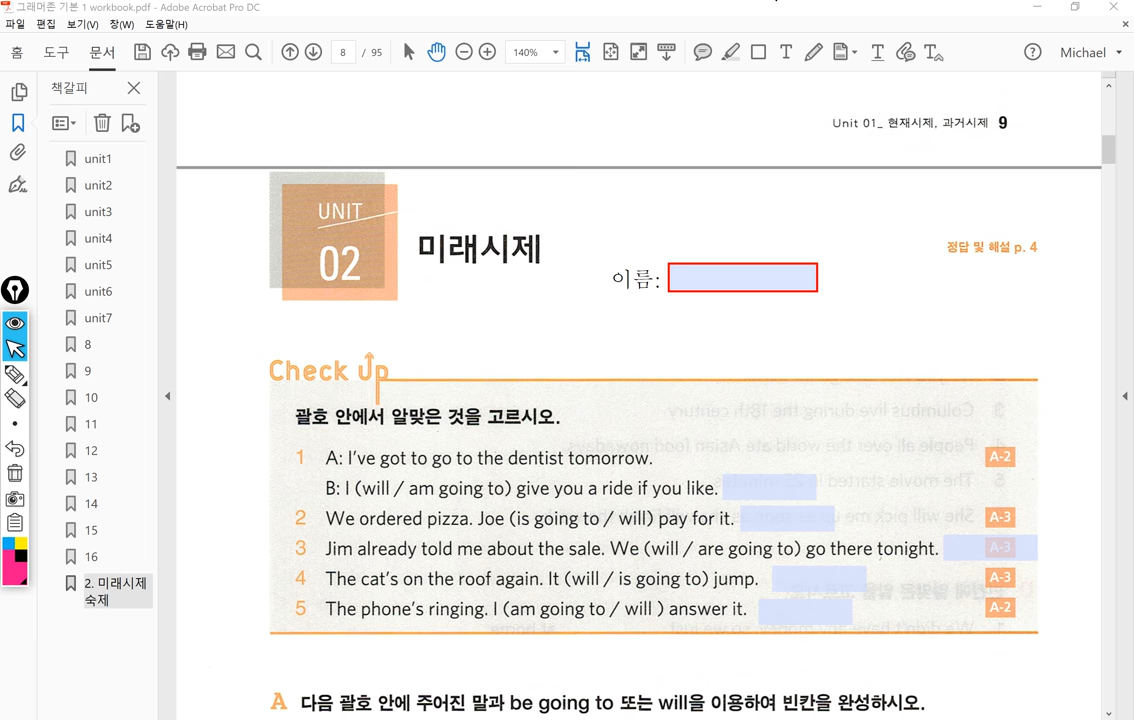 그래머존 기본 1 workbook.pdf - Adobe Acrobat Pro DC
파일 편집 보기(V) 창(W) 도움말(H)
홈 도구 문서 8 / 95 140% Michael
책갈피
unit1
unit2
unit3
unit4
unit5
unit6
unit7
8
9
10
11
12
13
14
15
16
2. 미래시제
숙제
Unit 01_ 현재시제, 과거시제 9
UNIT
02
미래시제
정답 및 해설 p. 4
이름:
Check Up
괄호 안에서 알맞은 것을 고르시오.
1 A: I've got to go to the dentist tomorrow. A-2
B: I (will / am going to) give you a ride if you like.
2 We ordered pizza. Joe (is going to / will) pay for it. A-3
3 Jim already told me about the sale. We (will / are going to) go there tonight. A-3
4 The cat's on the roof again. It (will / is going to) jump. A-3
5 The phone's ringing. I (am going to / will ) answer it. A-2
A 다음 괄호 안에 주어진 말과 be going to 또는 will을 이용하여 빈칸을 완성하시오.